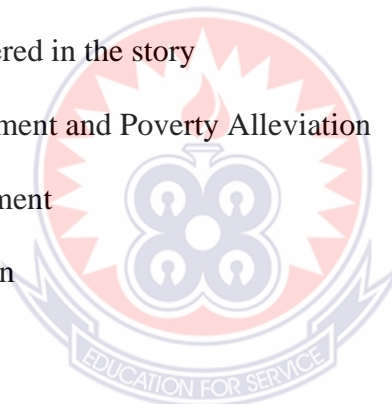 ered in the story
ment and Poverty Alleviation
ment
n
EDUCATION FOR SERVICE